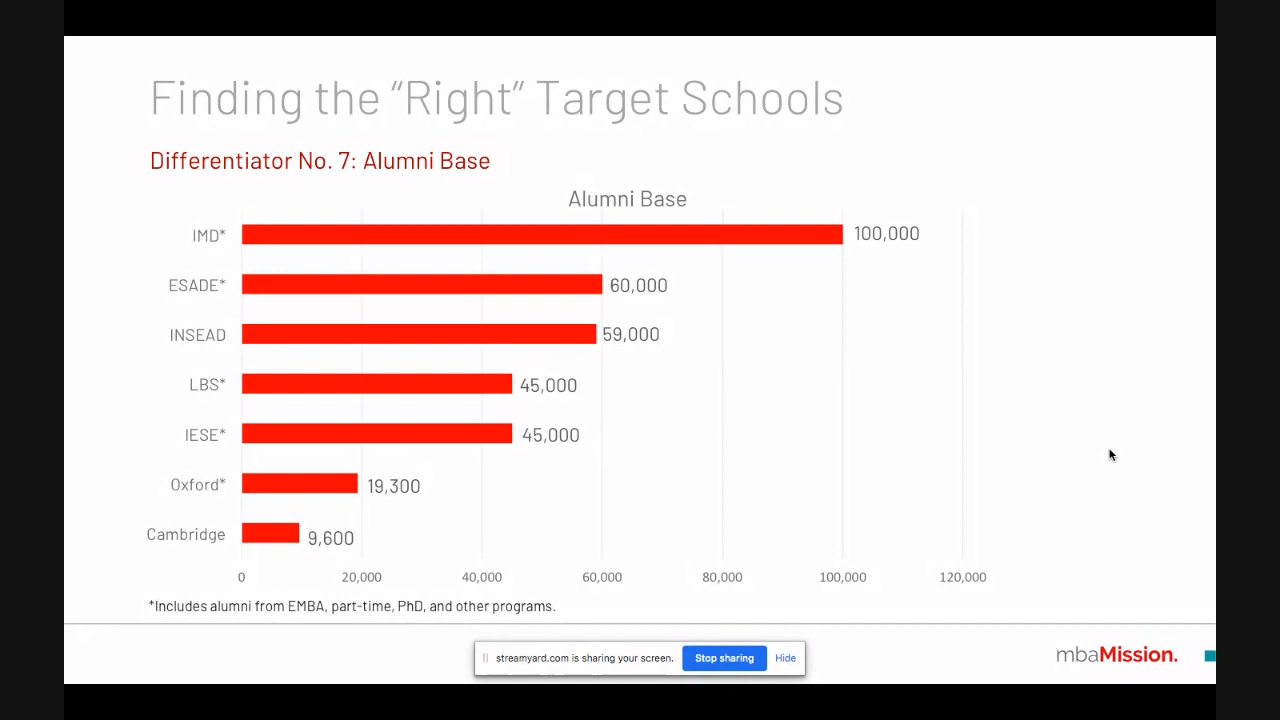 Finding the “Right” Target Schools
Differentiator No. 7: Alumni Base
Alumni Base
IMD* 100,000
ESADE* 60,000
INSEAD 59,000
LBS* 45,000
IESE* 45,000
Oxford* 19,300
Cambridge 9,600
0 20,000 40,000 60,000 80,000 100,000 120,000
*Includes alumni from EMBA, part-time, PhD, and other programs.
streamyard.com is sharing your screen. Stop sharing Hide
mbaMission.